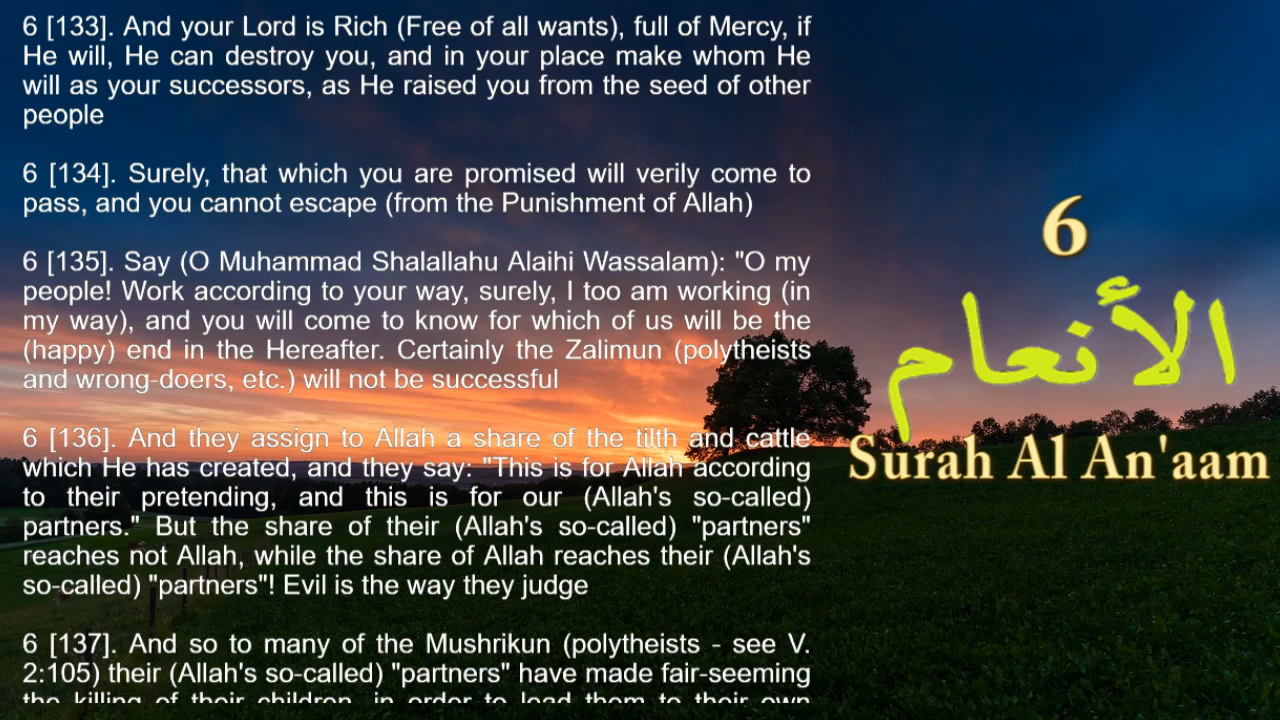 6 [133]. And your Lord is Rich (Free of all wants), full of Mercy, if
He will, He can destroy you, and in your place make whom He
will as your successors, as He raised you from the seed of other
people
6 [134]. Surely, that which you are promised will verily come to
pass, and you cannot escape (from the Punishment of Allah)
6 [135]. Say (O Muhammad Shalallahu Alaihi Wassalam): "O my
people! Work according to your way, surely, I too am working (in
my way), and you will come to know for which of us will be the
(happy) end in the Hereafter. Certainly the Zalimun (polytheists
and wrong-doers, etc.) will not be successful
6 [136]. And they assign to Allah a share of the tilth and cattle
which He has created, and they say: "This is for Allah according
to their pretending, and this is for our (Allah's so-called)
partners." But the share of their (Allah's so-called) "partners"
reaches not Allah, while the share of Allah reaches their (Allah's
so-called) "partners"! Evil is the way they judge
6 [137]. And so to many of the Mushrikun (polytheists - see V.
2:105) their (Allah's so-called) "partners" have made fair-seeming
the killing of their children, in order to lead them to their own
6
الأنعام
Surah Al An'aam